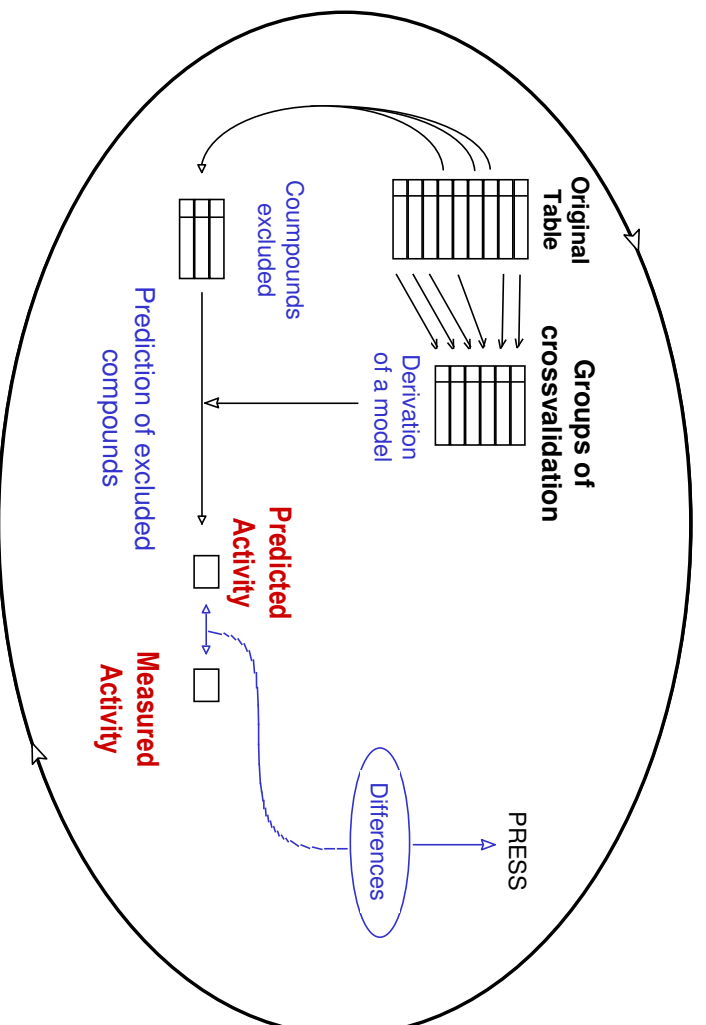 Original
Table
Groups of
crossvalidation
Coumpounds
excluded
Derivation
of a model
Prediction of excluded
compounds
Predicted
Activity
Measured
Activity
Differences
PRESS